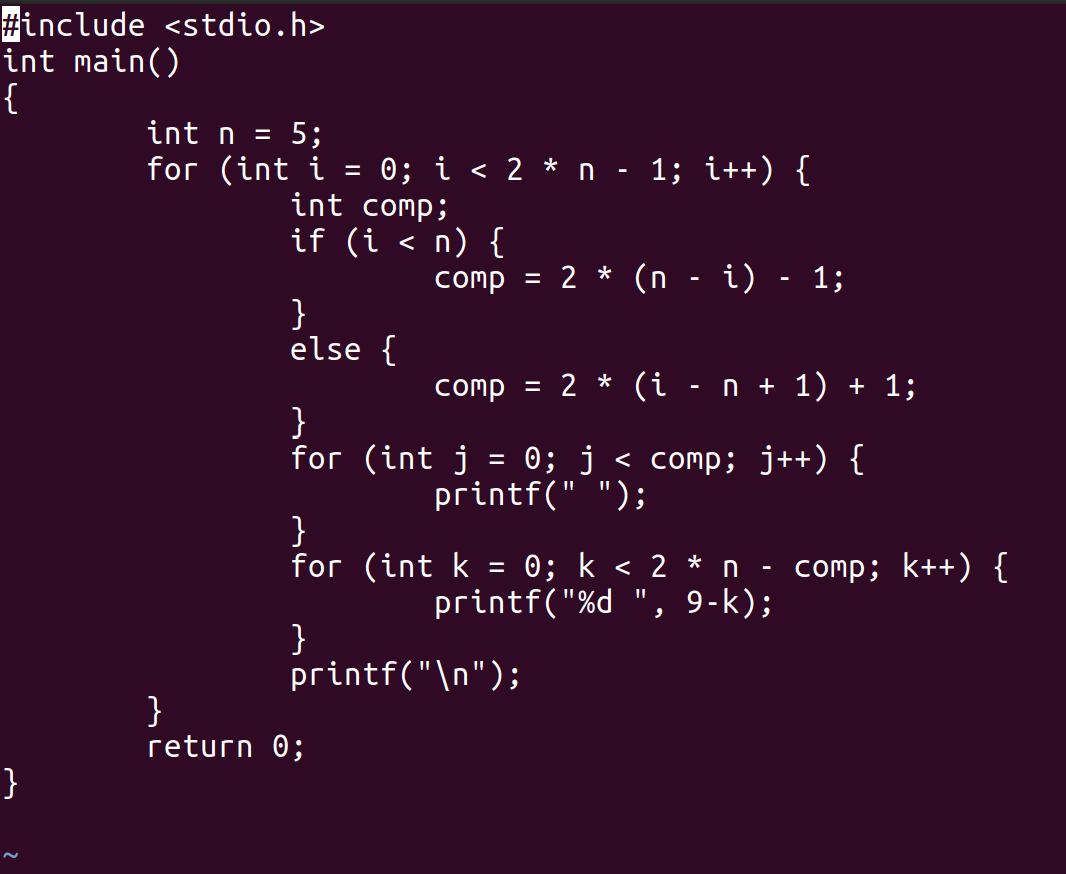 #include <stdio.h>
int main()
{
        int n = 5;
        for (int i = 0; i < 2 * n - 1; i++) {
                int comp;
                if (i < n) {
                        comp = 2 * (n - i) - 1;
                }
                else {
                        comp = 2 * (i - n + 1) + 1;
                }
                for (int j = 0; j < comp; j++) {
                        printf(" ");
                }
                for (int k = 0; k < 2 * n - comp; k++) {
                        printf("%d ", 9-k);
                }
                printf("\n");
        }
        return 0;
}
~